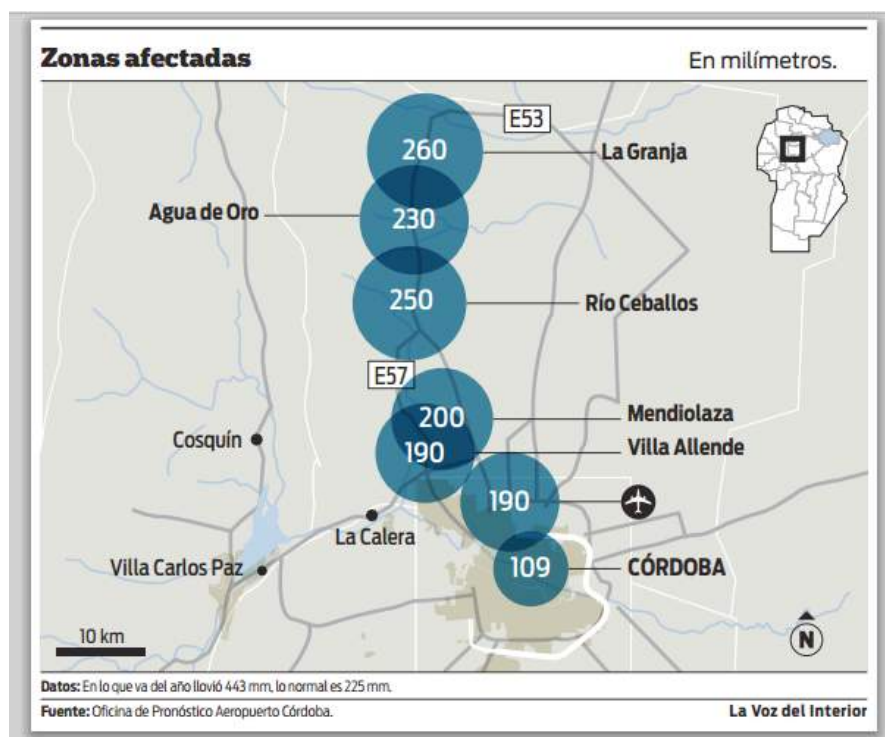 Zonas afectadas
En milímetros.
E53
260
La Granja
Agua de Oro
230
250
Río Ceballos
E57
200
Mendiolaza
Cosquín
190
Villa Allende
190
La Calera
Villa Carlos Paz
109
CÓRDOBA
10 km
N
Datos: En lo que va del año llovió 443 mm, lo normal es 225 mm.
Fuente: Oficina de Pronóstico Aeropuerto Córdoba.
La Voz del Interior